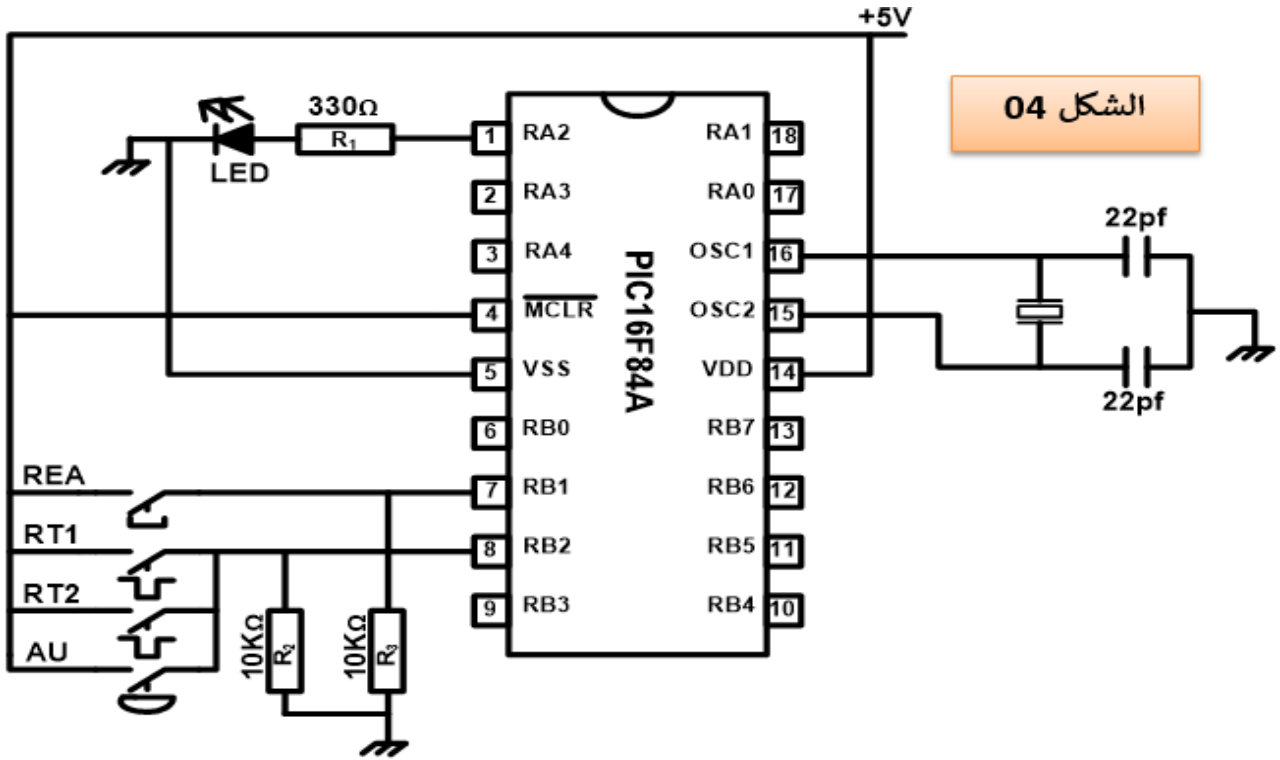 +5V
الشكل 04
330Ω
R₁
LED
1 RA2
2 RA3
3 RA4
4 MCLR
5 VSS
6 RB0
7 RB1
8 RB2
9 RB3
PIC16F84A
RA1 18
RA0 17
OSC1 16
OSC2 15
VDD 14
RB7 13
RB6 12
RB5 11
RB4 10
22pf
22pf
REA
RT1
RT2
AU
10KΩ
R₂
10KΩ
R₃